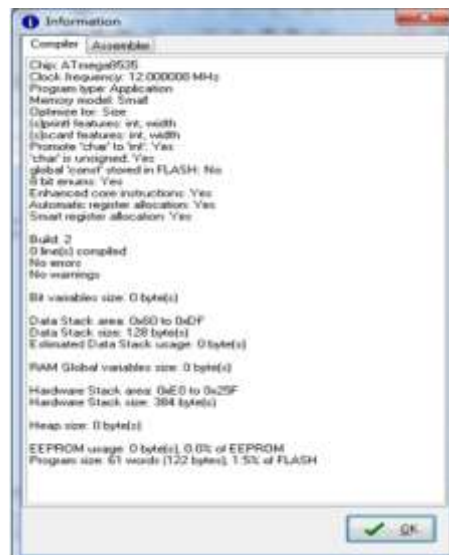 Information
Compiler Assembler
Chip: ATmega8535
Clock frequency: 12.000000 MHz
Program type: Application
Memory model: Small
Optimize for: Size
(s)printf features: int, width
(s)scanf features: int, width
Promote 'char' to 'int': Yes
'char' is unsigned: Yes
global 'const' stored in FLASH: No
8 bit enums: Yes
Enhanced core instructions: Yes
Automatic register allocation: Yes
Smart register allocation: Yes
Build: 2
0 line(s) compiled
No errors
No warnings
Bit variables size: 0 byte(s)
Data Stack area: 0x60 to 0xDF
Data Stack size: 128 byte(s)
Estimated Data Stack usage: 0 byte(s)
RAM Global variables size: 0 byte(s)
Hardware Stack area: 0xE0 to 0x25F
Hardware Stack size: 384 byte(s)
Heap size: 0 byte(s)
EEPROM usage: 0 byte(s), 0.0% of EEPROM
Program size: 61 words (122 bytes), 1.5% of FLASH
OK